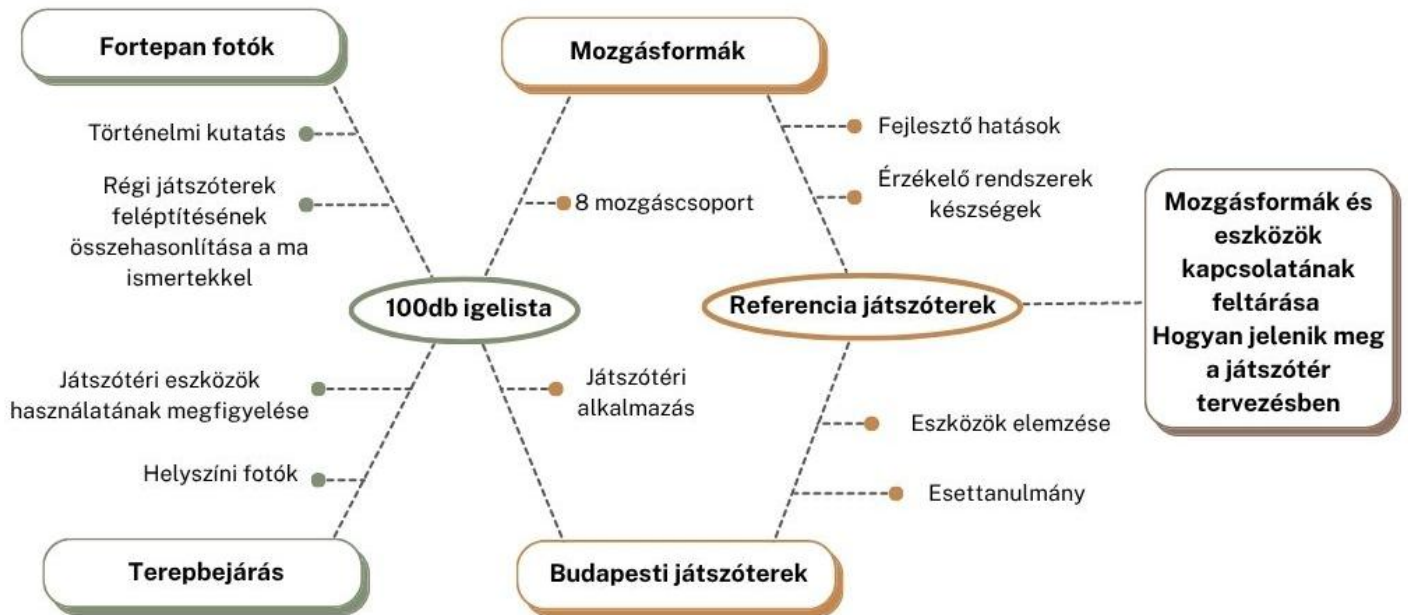 Fortepan fotók
Mozgásformák
Történelmi kutatás
Régi játszóterek
feléptítésének
összehasonlítása a ma
ismertekkel
8 mozgáscsoport
Fejlesztő hatások
Érzékelő rendszerek
készségek
100db igelista
Referencia játszóterek
Mozgásformák és
eszközök
kapcsolatának
feltárása
Hogyan jelenik meg
a játszótér
tervezésben
Játszótéri eszközök
használatának megfigyelése
Helyszíni fotók
Játszótéri
alkalmazás
Eszközök elemzése
Esettanulmány
Terepbejárás
Budapesti játszóterek